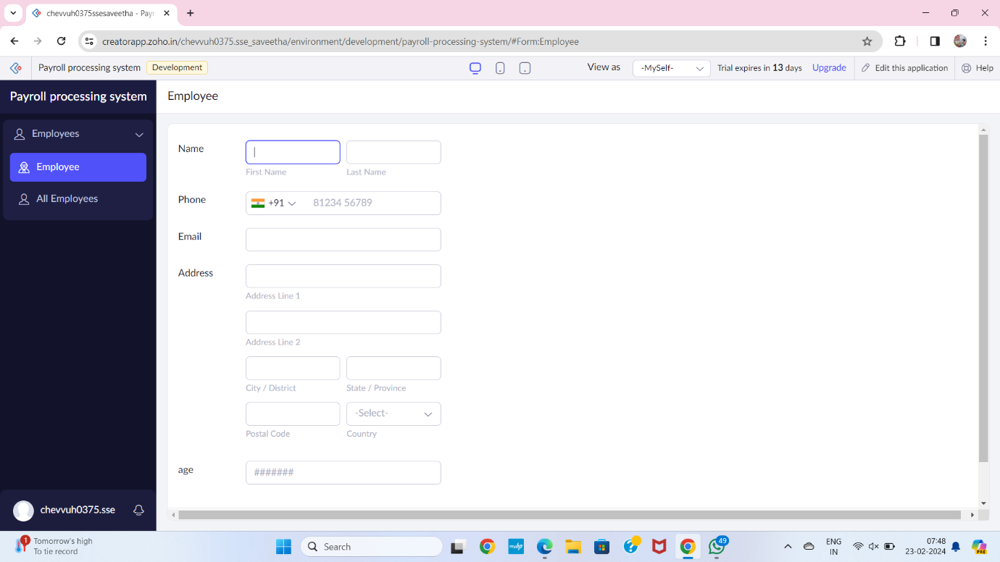 chevvuh0375ssesaveetha - Payr
creatorapp.zoho.in/chevvuh0375.sse_saveetha/environment/development/payroll-processing-system/#Form:Employee
Payroll processing system Development View as -MySelf- Trial expires in 13 days Upgrade Edit this application Help
Payroll processing system
Employees
Employee
All Employees
chevvuh0375.sse
Employee
Name
First Name Last Name
Phone +91 81234 56789
Email
Address
Address Line 1
Address Line 2
City / District State / Province
-Select-
Postal Code Country
age #######
1 Tomorrow's high
To tie record
Search
myhp
49
ENG
IN
07:48
23-02-2024
PRE